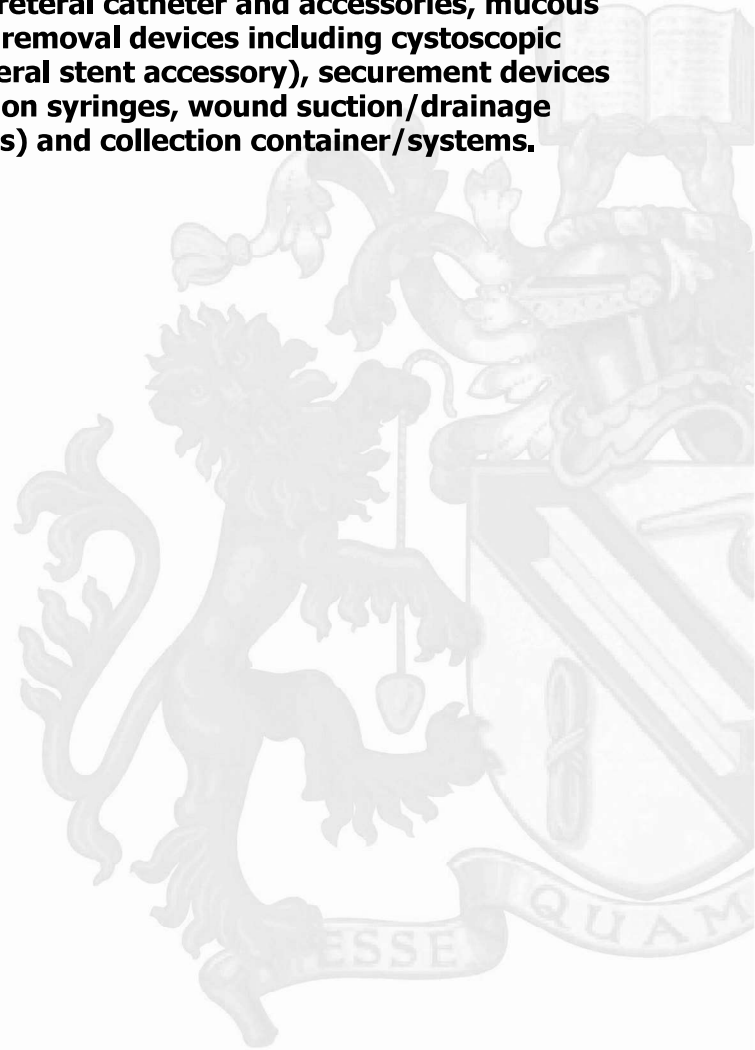 reteral catheter and accessories, mucous
removal devices including cystoscopic
eral stent accessory), securement devices
on syringes, wound suction/drainage
s) and collection container/systems.
ESSE
QUAM